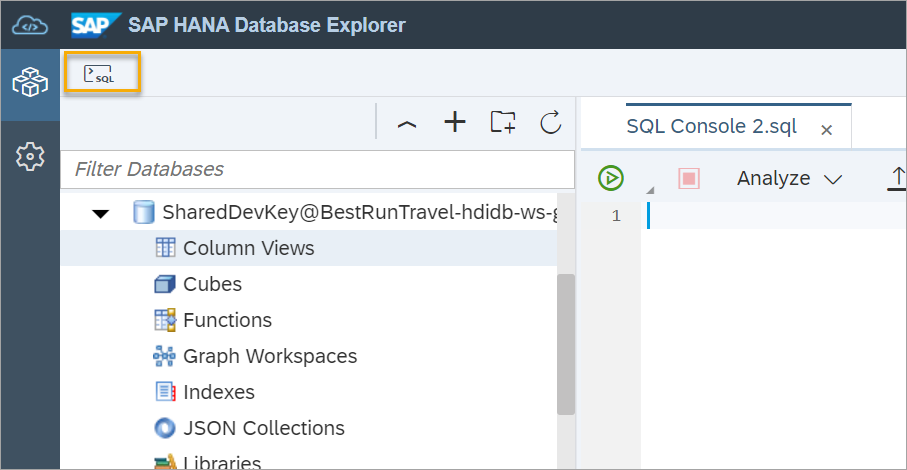 SAP SAP HANA Database Explorer
SQL
Filter Databases
SharedDevKey@BestRunTravel-hdidb-ws-g
Column Views
Cubes
Functions
Graph Workspaces
Indexes
JSON Collections
Libraries
SQL Console 2.sql
Analyze
1